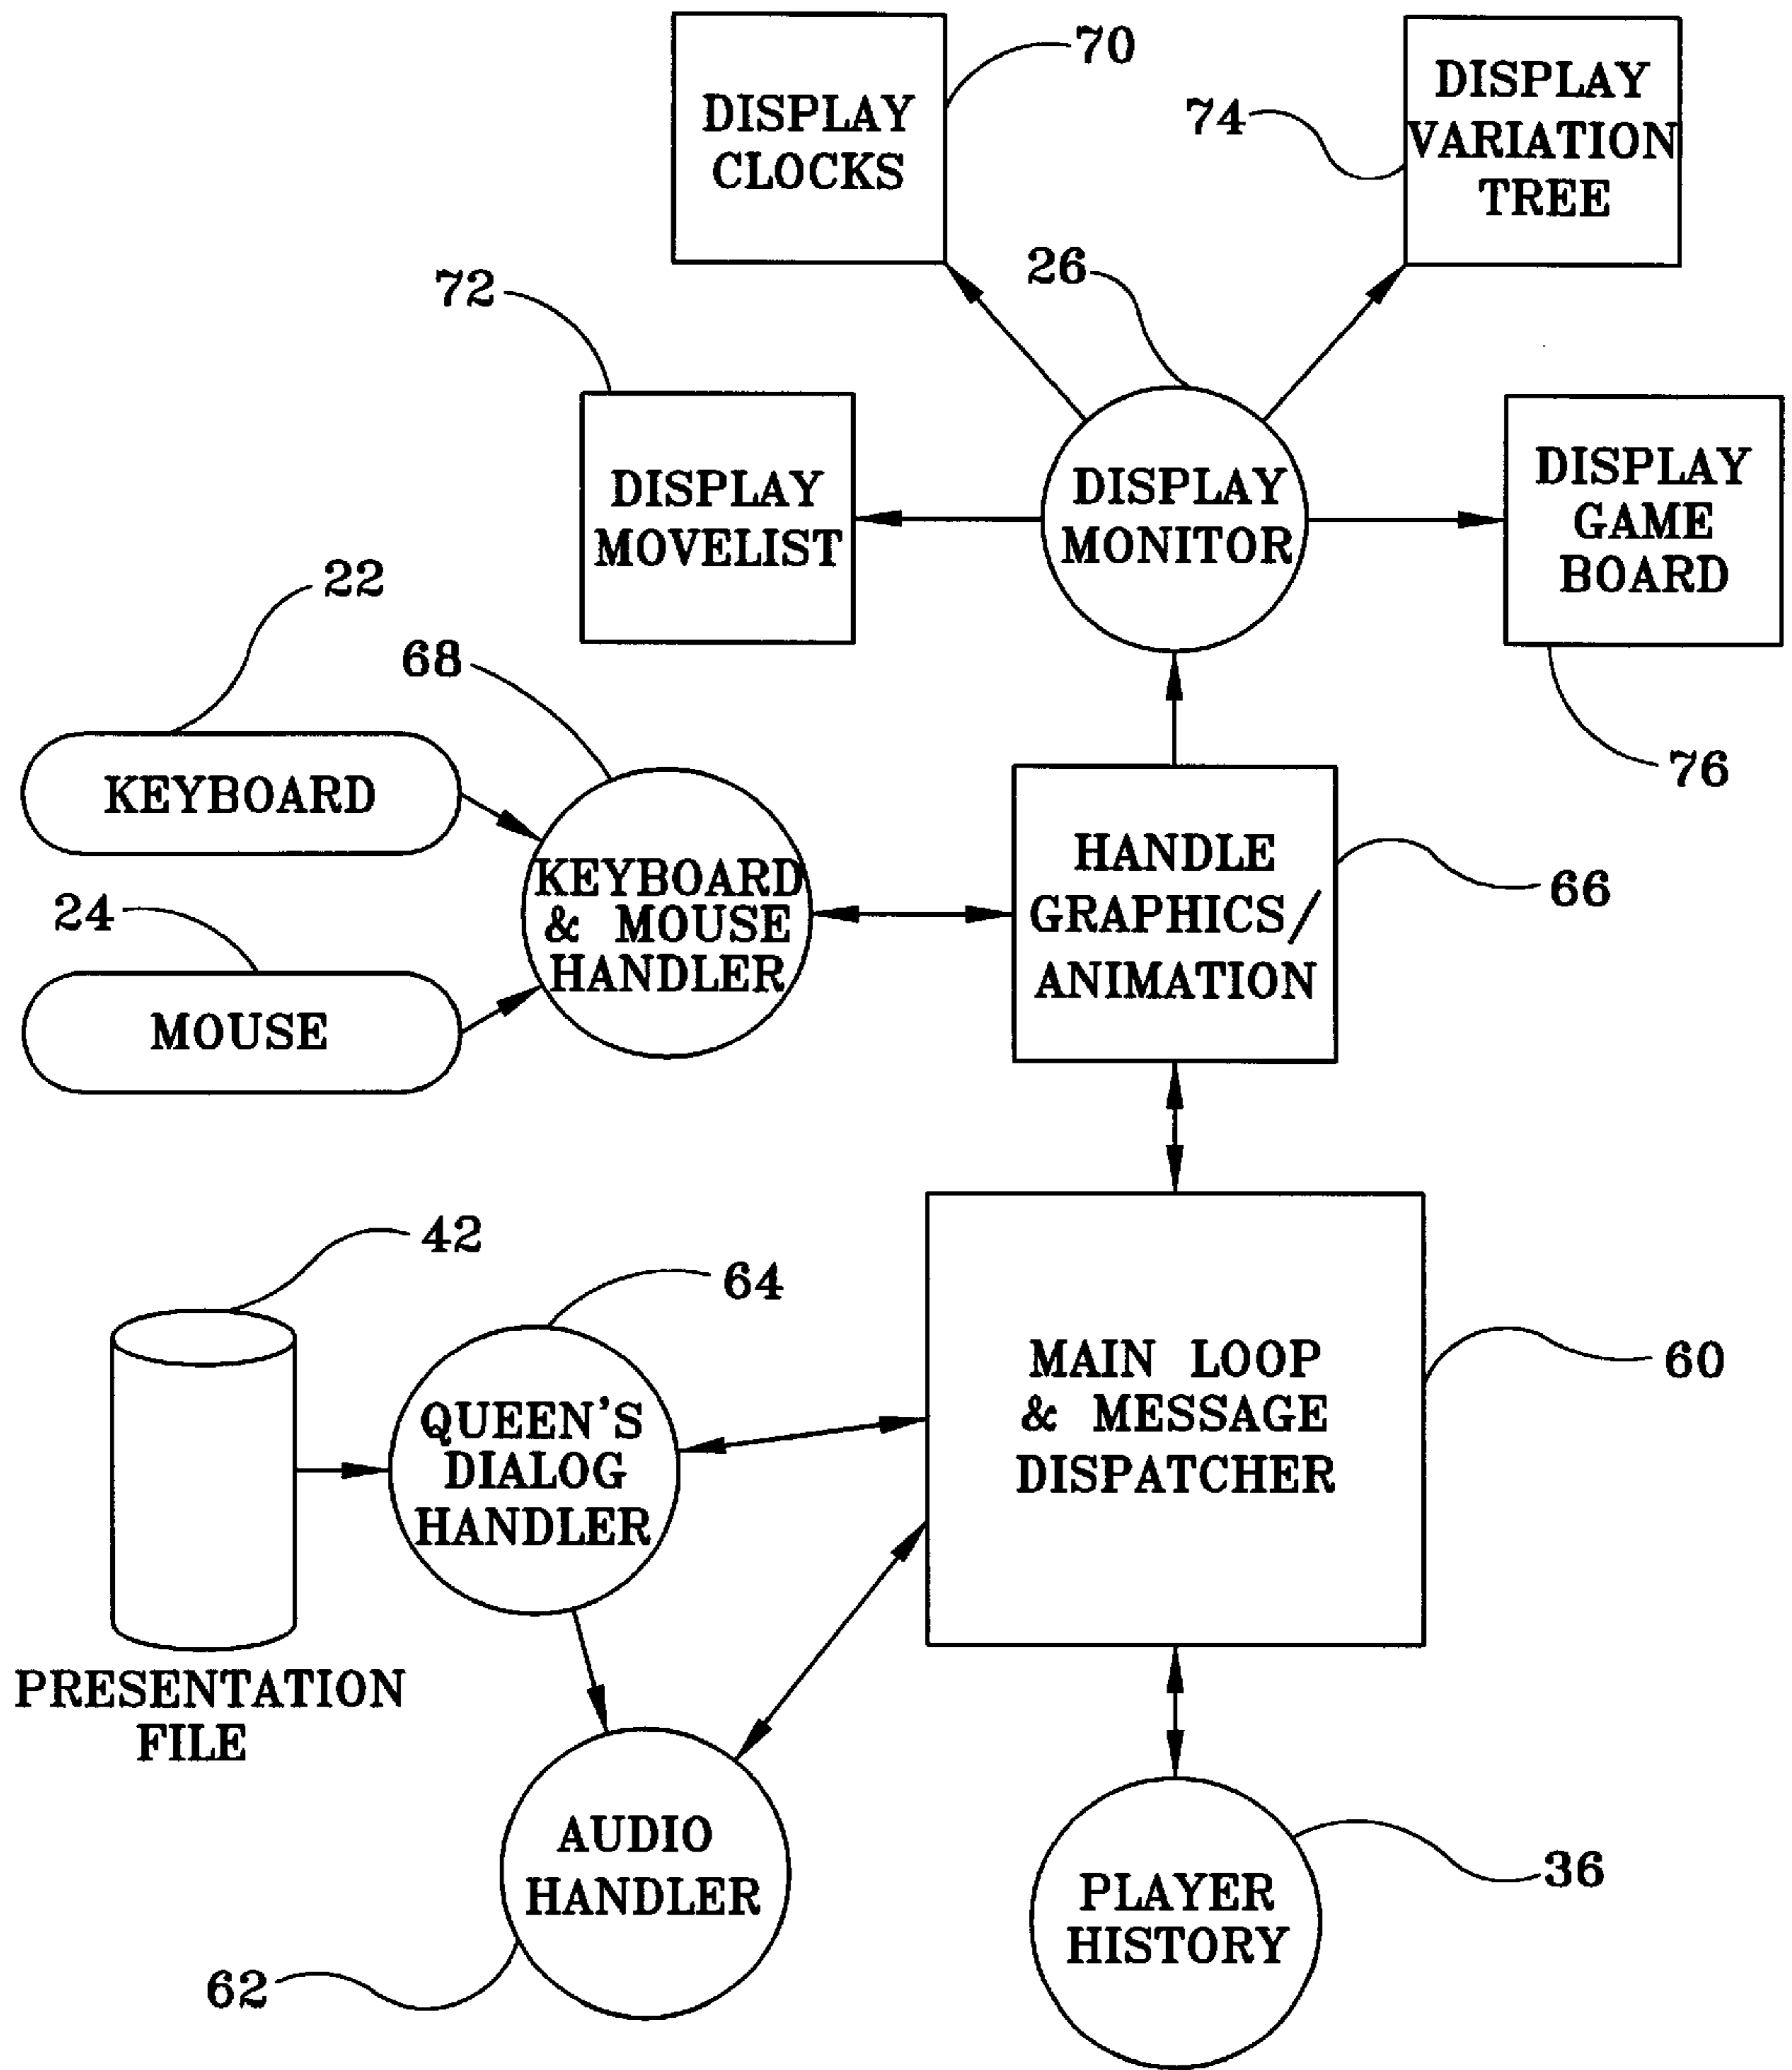 70
DISPLAY
CLOCKS
74
DISPLAY
VARIATION
TREE
72
26
DISPLAY
MOVELIST
DISPLAY
MONITOR
DISPLAY
GAME
BOARD
76
22
68
KEYBOARD
24
MOUSE
KEYBOARD
& MOUSE
HANDLER
HANDLE
GRAPHICS/
ANIMATION
66
42
64
PRESENTATION
FILE
QUEEN'S
DIALOG
HANDLER
MAIN LOOP
& MESSAGE
DISPATCHER
60
AUDIO
HANDLER
62
PLAYER
HISTORY
36